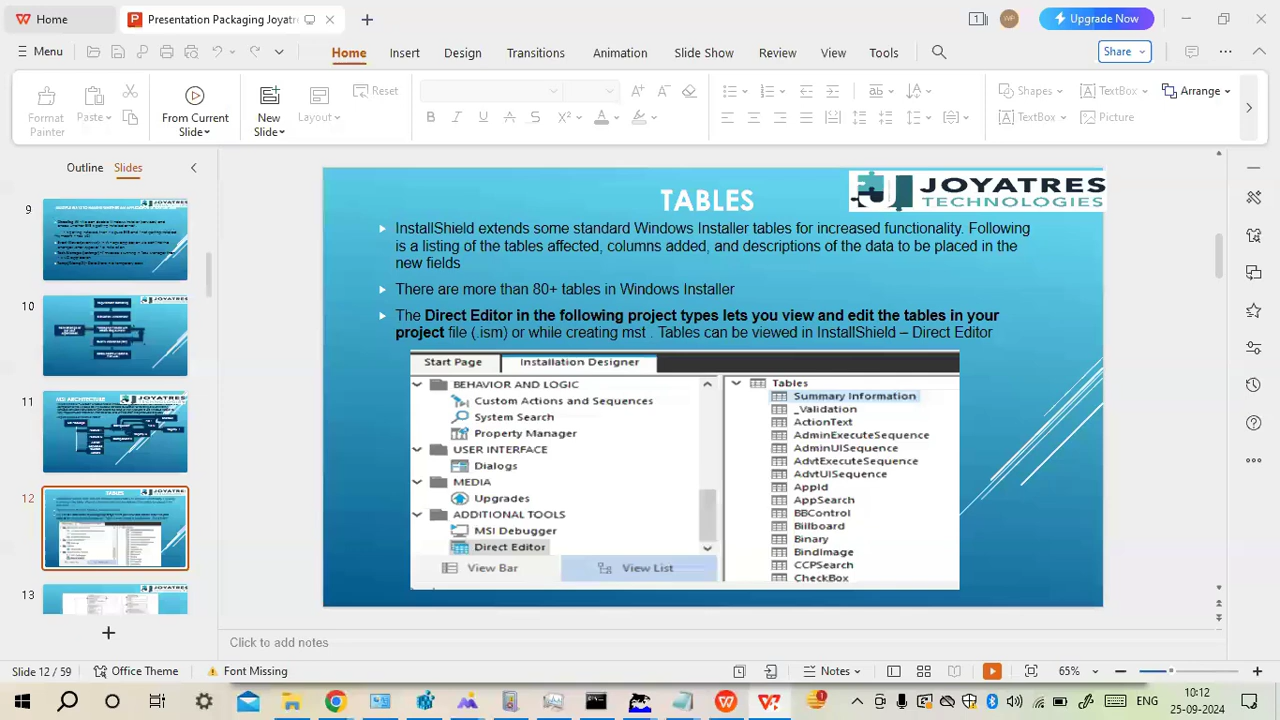 Home
Presentation Packaging Joyatr
1
WP
Upgrade Now
Menu
Home
Insert
Design
Transitions
Animation
Slide Show
Review
View
Tools
Share
Format
Painter
Paste
From Current
Slide
New
Slide
Layout
Reset
Shapes
TextBox
Arrange
TextBox
Picture
Outline
Slides
9
10
11
MSI ARCHITECTURE
12
TABLES
13
JOYATRES
TECHNOLOGIES
TABLES
InstallShield extends some standard Windows Installer tables for increased functionality. Following
is a listing of the tables affected, columns added, and descriptions of the data to be placed in the
new fields
There are more than 80+ tables in Windows Installer
The Direct Editor in the following project types lets you view and edit the tables in your
project file (.ism) or while creating mst . Tables can be viewed in InstallShield – Direct Editor
Start Page
Installation Designer
BEHAVIOR AND LOGIC
Custom Actions and Sequences
System Search
Property Manager
USER INTERFACE
Dialogs
MEDIA
Upgrades
ADDITIONAL TOOLS
MSI Debugger
Direct Editor
View Bar
View List
Tables
Summary Information
_Validation
ActionText
AdminExecuteSequence
AdminUISequence
AdvtExecuteSequence
AdvtUISequence
AppId
AppSearch
BBControl
Billboard
Binary
BindImage
CCPSearch
CheckBox
Click to add notes
Slide 12 / 59
Office Theme
Font Missing
Notes
65%
ENG
10:12
25-09-2024